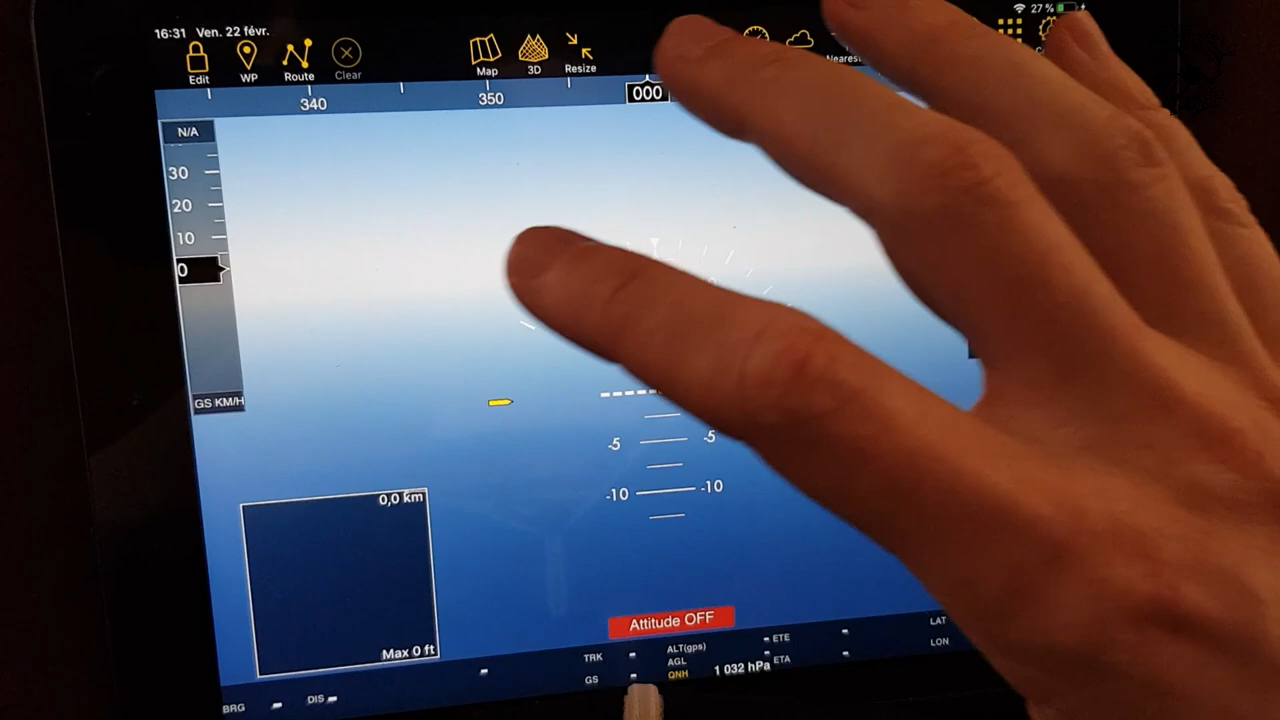 16:31 Ven. 22 févr.
27 %
Edit WP Route Clear Map 3D Resize Nearest
340 350 000
N/A
30
20
10
0
GS KM/H
-5 -5
-10 -10
0,0 km
Max 0 ft
Attitude OFF
BRG - DIS -
TRK -
GS -
ALT(gps)
AGL
QNH 1 032 hPa
- ETE -
- ETA -
LAT
LON